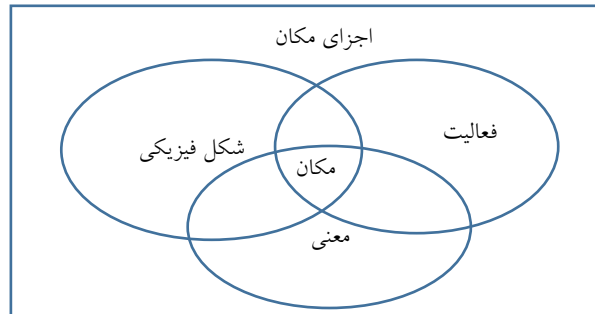 اجزای مکان
فعالیت
شکل فیزیکی
مکان
معنی